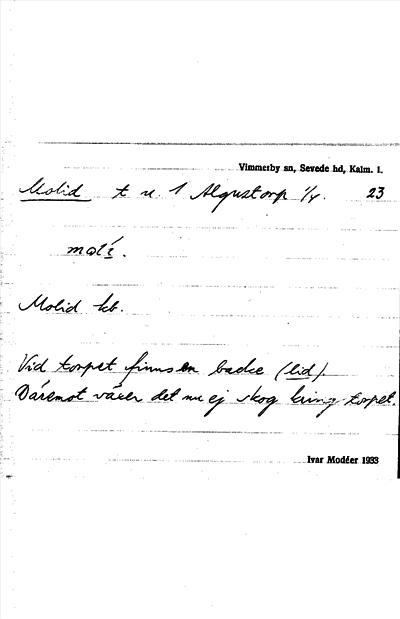 Vimmerby sn, Sevede hd, Kalm. l.
Molid t u. 1 Algustorp 1/4. 23
Molid kb.
Vid torpet finns en backe (lid).
Däremot växer det nu ej skog kring torpet.
Ivar Modéer 1933